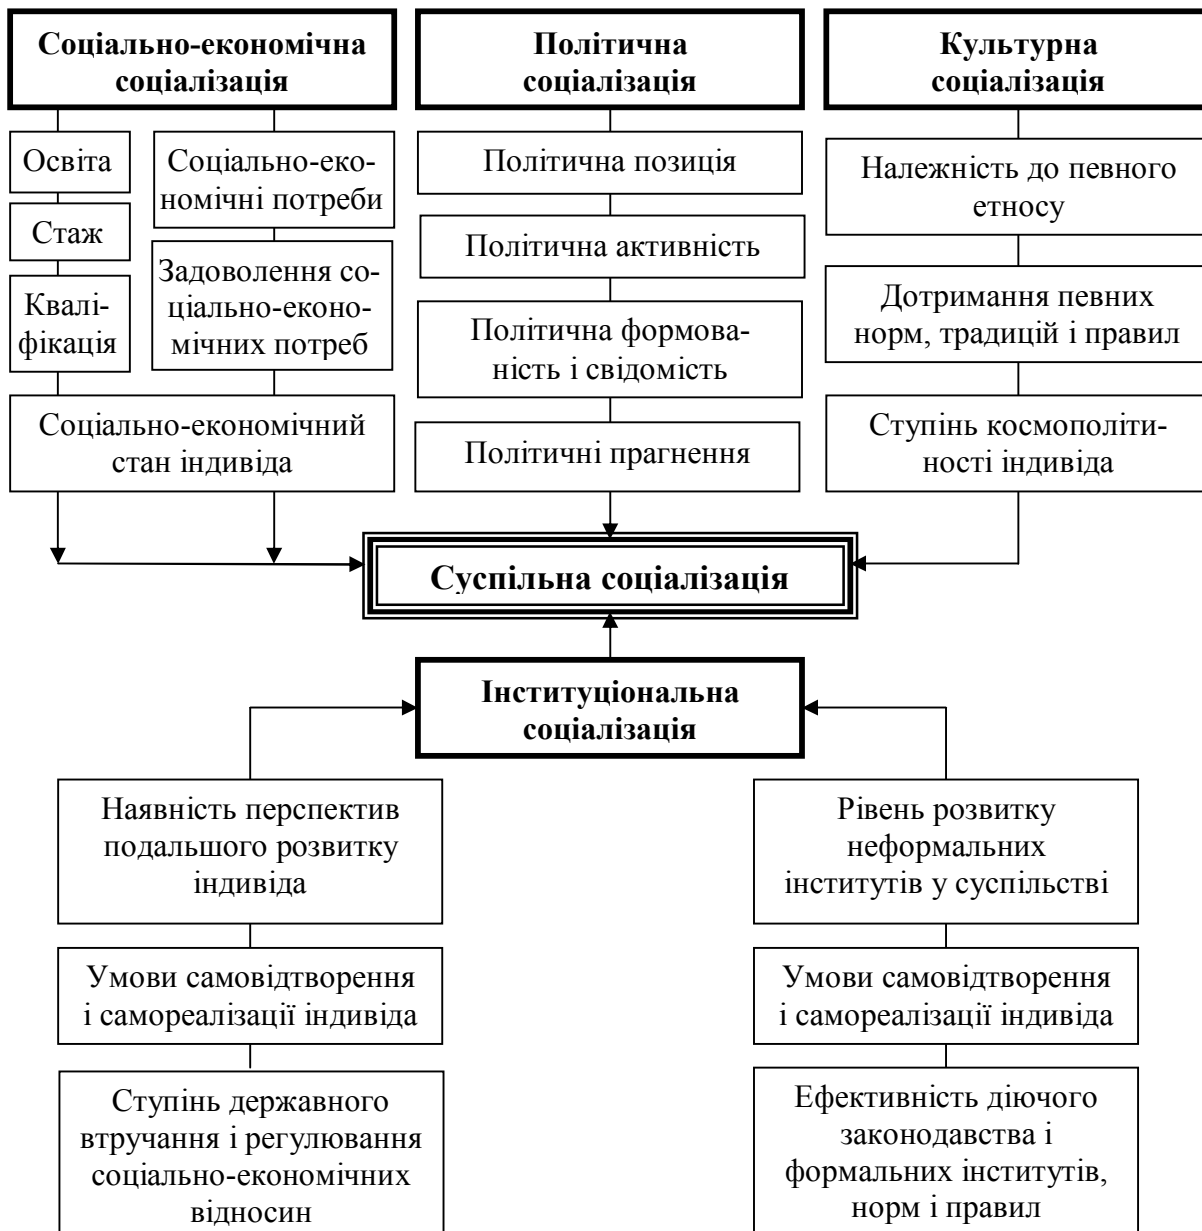 Соціально-економічна
соціалізація
Політична
соціалізація
Культурна
соціалізація
Освіта
Стаж
Квалі-
фікація
Соціально-еко-
номічні потреби
Задоволення со-
ціально-еконо-
мічних потреб
Соціально-економічний
стан індивіда
Політична позиція
Політична активність
Політична формова-
ність і свідомість
Політичні прагнення
Належність до певного
етносу
Дотримання певних
норм, традицій і правил
Ступінь космополіти-
ності індивіда
Суспільна соціалізація
Інституціональна
соціалізація
Наявність перспектив
подальшого розвитку
індивіда
Умови самовідтворення
і самореалізації індивіда
Ступінь державного
втручання і регулювання
соціально-економічних
відносин
Рівень розвитку
неформальних
інститутів у суспільстві
Умови самовідтворення
і самореалізації індивіда
Ефективність діючого
законодавства і
формальних інститутів,
норм і правил